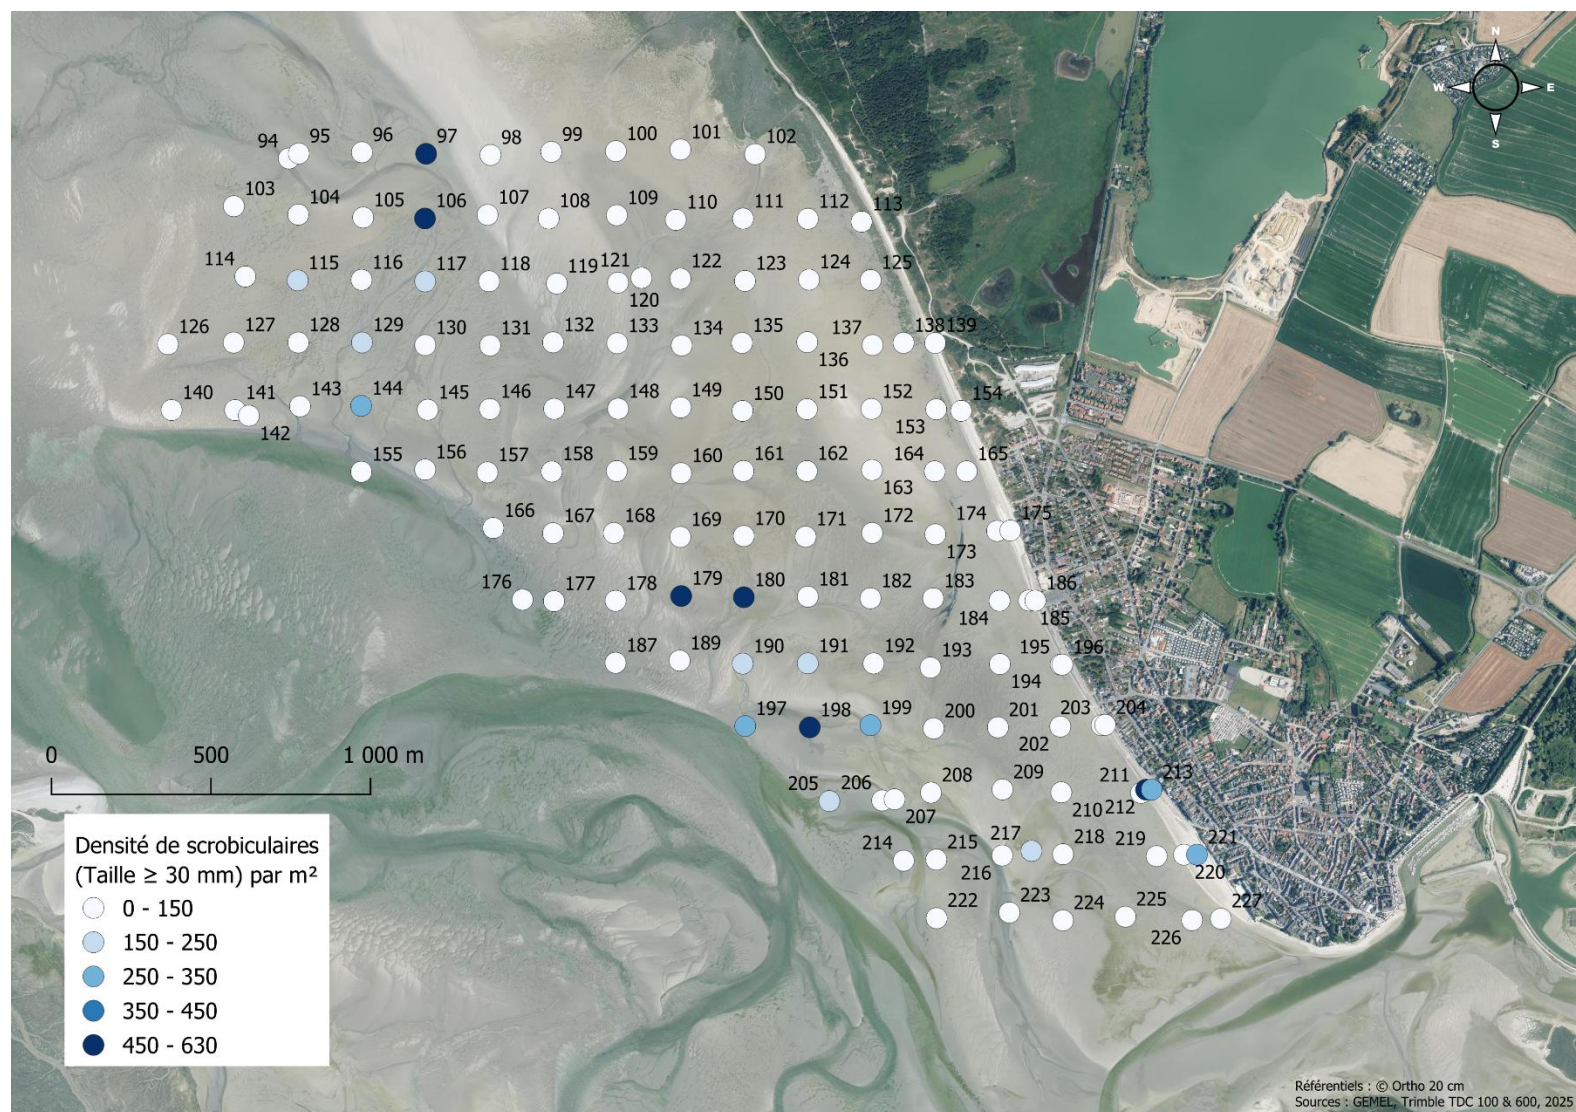 N
W E
S
94 95 96 97 98 99 100 101 102
103 104 105 106 107 108 109 110 111 112 113
114 115 116 117 118 119 121 120 122 123 124 125
126 127 128 129 130 131 132 133 134 135 136 137 138 139
140 141 142 143 144 145 146 147 148 149 150 151 152 153 154
155 156 157 158 159 160 161 162 163 164 165
166 167 168 169 170 171 172 173 174 175
176 177 178 179 180 181 182 183 184 185 186
187 189 190 191 192 193 194 195 196
197 198 199 200 201 202 203 204
205 206 207 208 209 210 211 212 213
214 215 216 217 218 219 220 221
222 223 224 225 226 227
0 500 1 000 m
Densité de scrobiculaires
(Taille ≥ 30 mm) par m²
0 - 150
150 - 250
250 - 350
350 - 450
450 - 630
Référentiels : © Ortho 20 cm
Sources : GEMEL, Trimble TDC 100 & 600, 2025